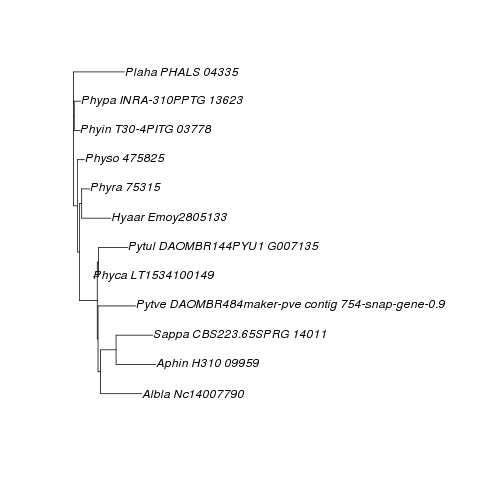 Plaha PHALS 04335
Phypa INRA-310PPTG 13623
Phyin T30-4PITG 03778
Physo 475825
Phyra 75315
Hyaar Emoy2805133
Pytul DAOMBR144PYU1 G007135
Phyca LT1534100149
Pytve DAOMBR484maker-pve contig 754-snap-gene-0.9
Sappa CBS223.65SPRG 14011
Aphin H310 09959
Albla Nc14007790